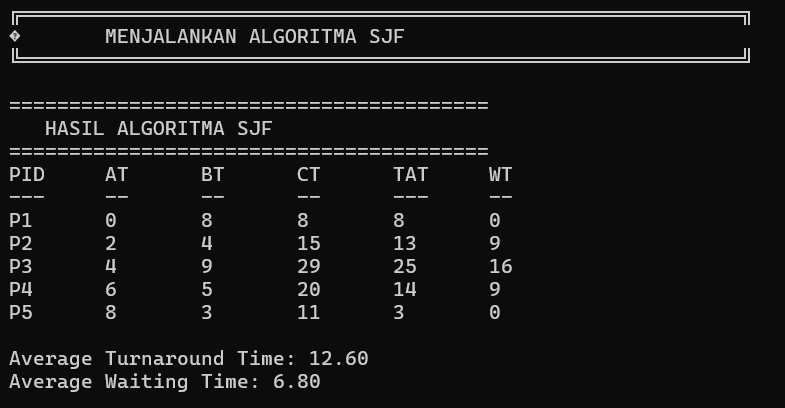 � MENJALANKAN ALGORITMA SJF
========================================
HASIL ALGORITMA SJF
========================================
PID AT BT CT TAT WT
--- -- -- -- --- --
P1 0 8 8 8 0
P2 2 4 15 13 9
P3 4 9 29 25 16
P4 6 5 20 14 9
P5 8 3 11 3 0
Average Turnaround Time: 12.60
Average Waiting Time: 6.80